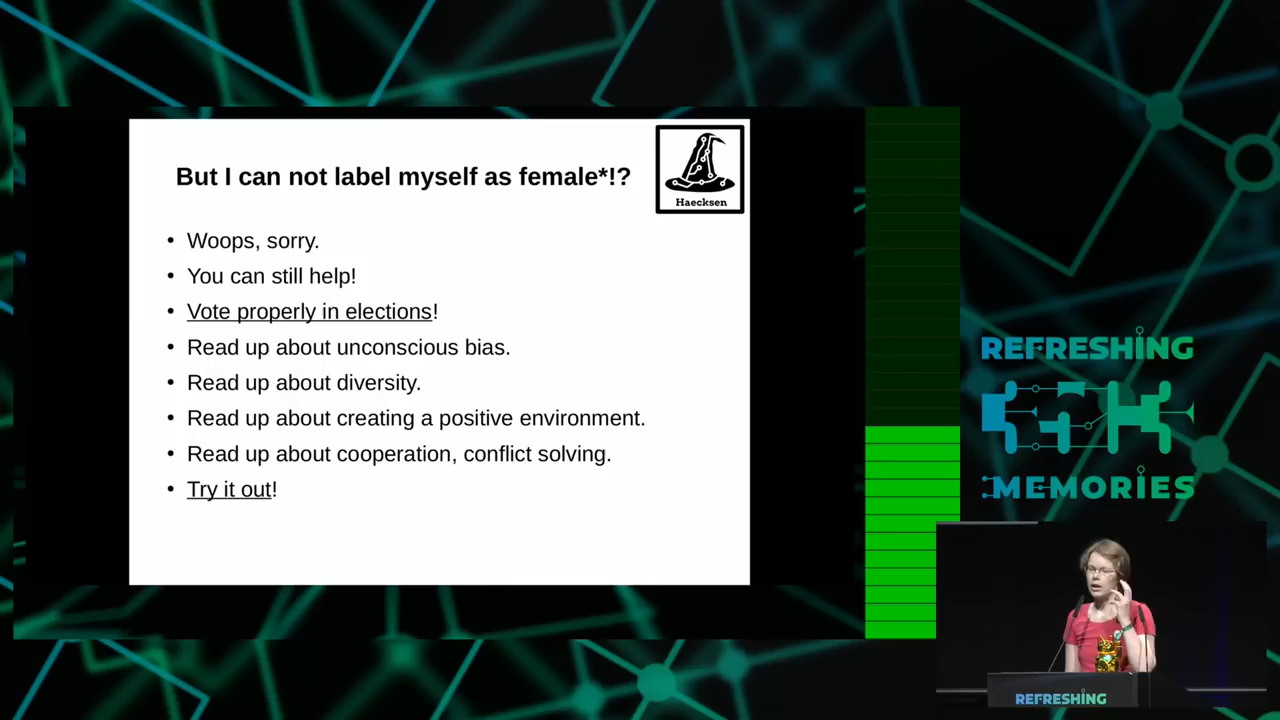 But I can not label myself as female*!?
Haecksen
• Woops, sorry.
• You can still help!
• Vote properly in elections!
• Read up about unconscious bias.
• Read up about diversity.
• Read up about creating a positive environment.
• Read up about cooperation, conflict solving.
• Try it out!
REFRESHING
MEMORIES
REFRESHING